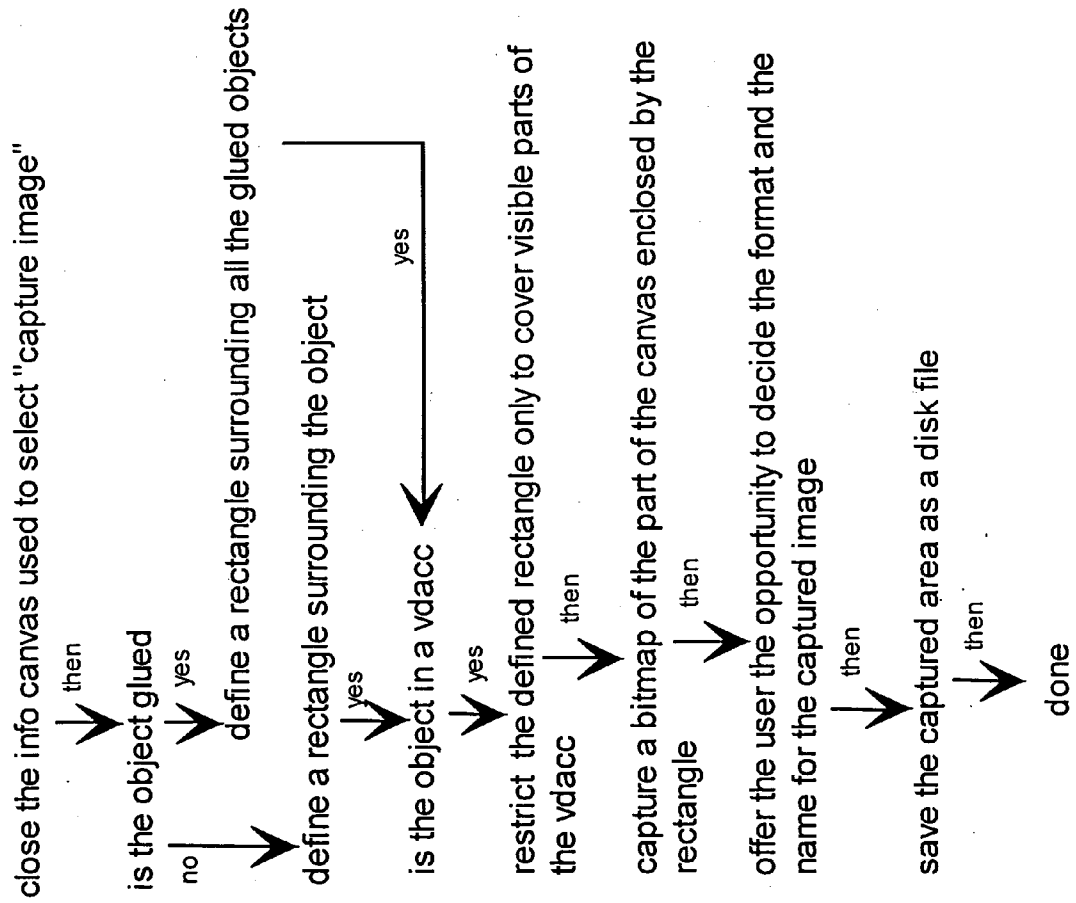 close the info canvas used to select "capture image"
then
is the object glued
no
yes
define a rectangle surrounding all the glued objects
define a rectangle surrounding the object
yes
yes
is the object in a vdacc
yes
restrict the defined rectangle only to cover visible parts of
the vdacc
then
capture a bitmap of the part of the canvas enclosed by the
rectangle
then
offer the user the opportunity to decide the format and the
name for the captured image
then
save the captured area as a disk file
then
done